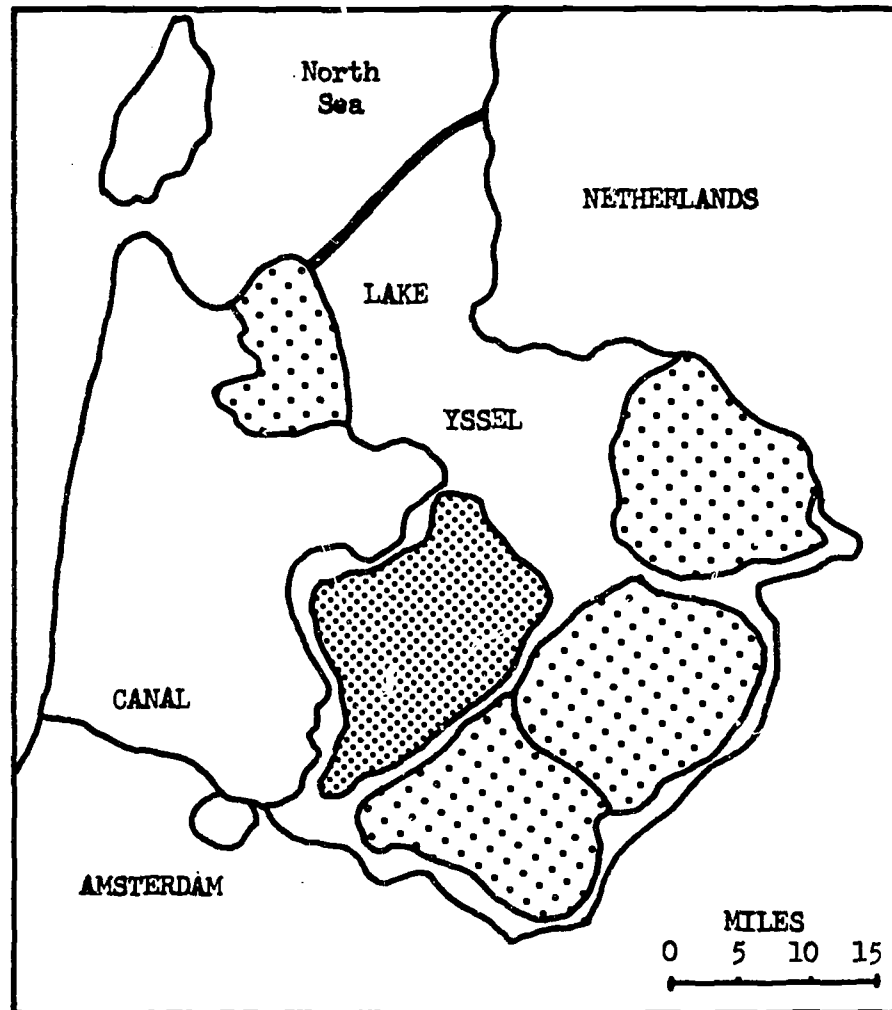 North
Sea
NETHERLANDS
LAKE
YSSEL
CANAL
AMSTERDAM
MILES
0 5 10 15